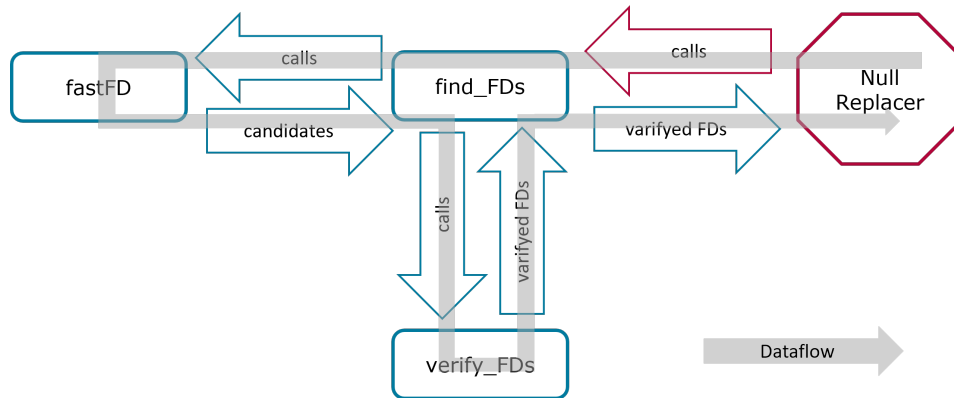 calls
calls
fastFD
find_FDs
Null
Replacer
candidates
varifyed FDs
calls
varifyed FDs
verify_FDs
Dataflow